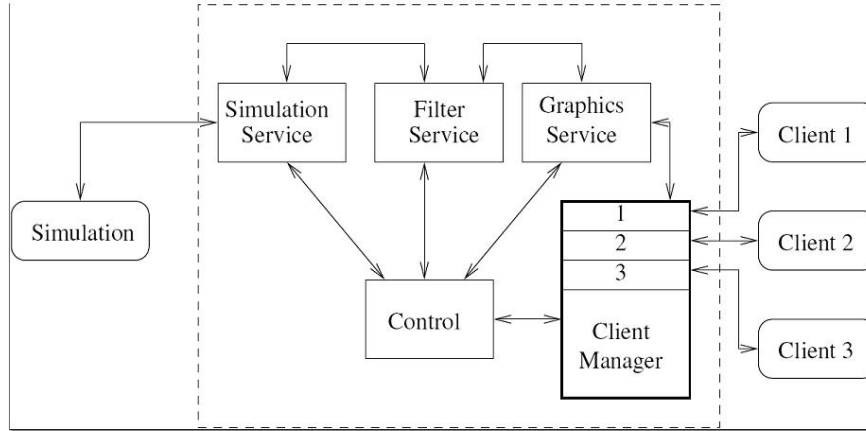 Simulation
Service
Filter
Service
Graphics
Service
Client 1
Simulation
1
2
3
Client 2
Control
Client
Manager
Client 3